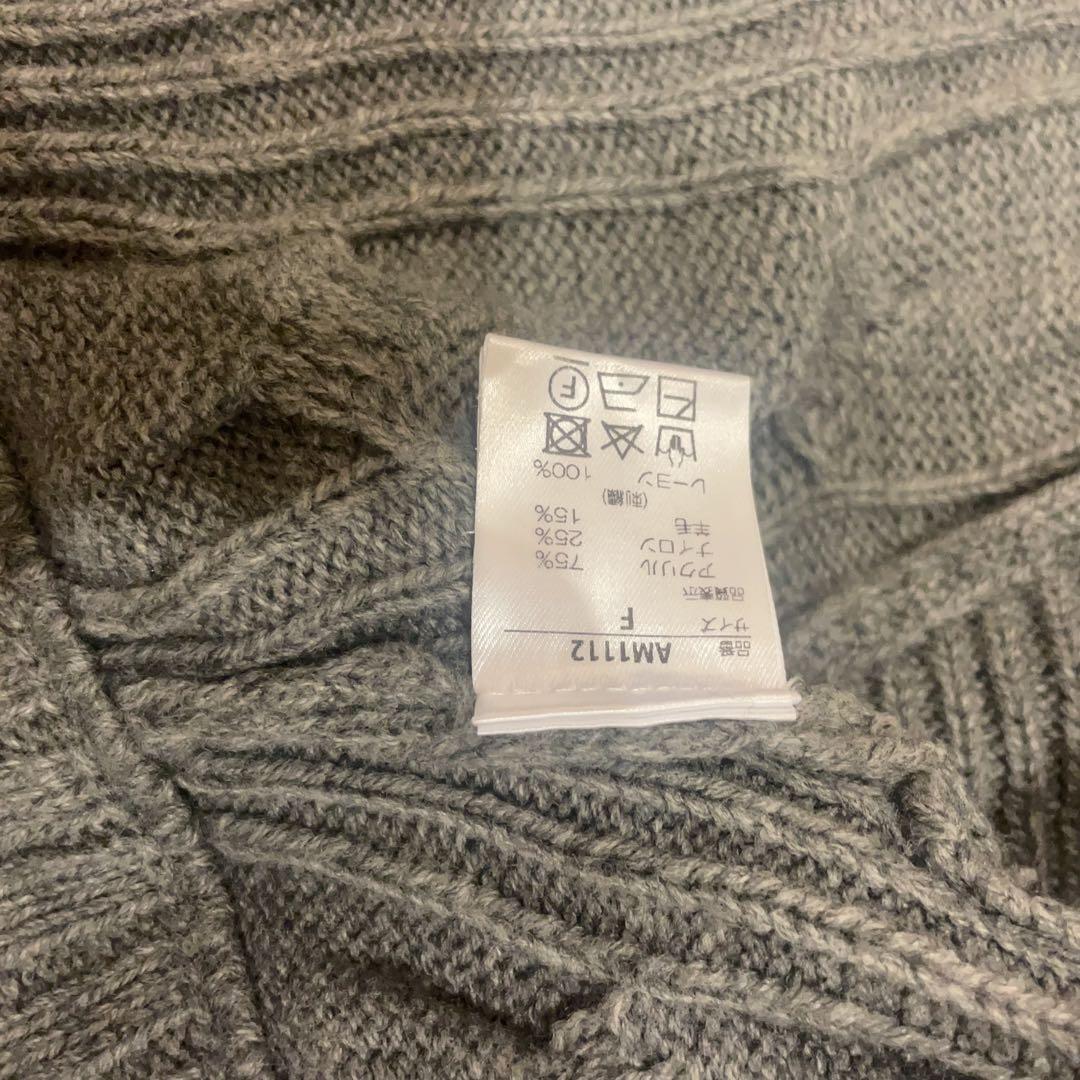 品番 AM1112
サイズ F
品質表示
アクリル 75%
ナイロン 25%
羊毛 15%
(刺繍)
レーヨン 100%
F